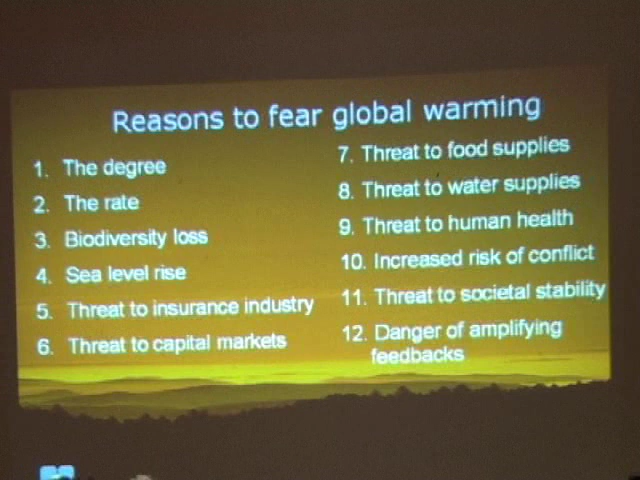 Reasons to fear global warming
1. The degree
2. The rate
3. Biodiversity loss
4. Sea level rise
5. Threat to insurance industry
6. Threat to capital markets
7. Threat to food supplies
8. Threat to water supplies
9. Threat to human health
10. Increased risk of conflict
11. Threat to societal stability
12. Danger of amplifying
feedbacks